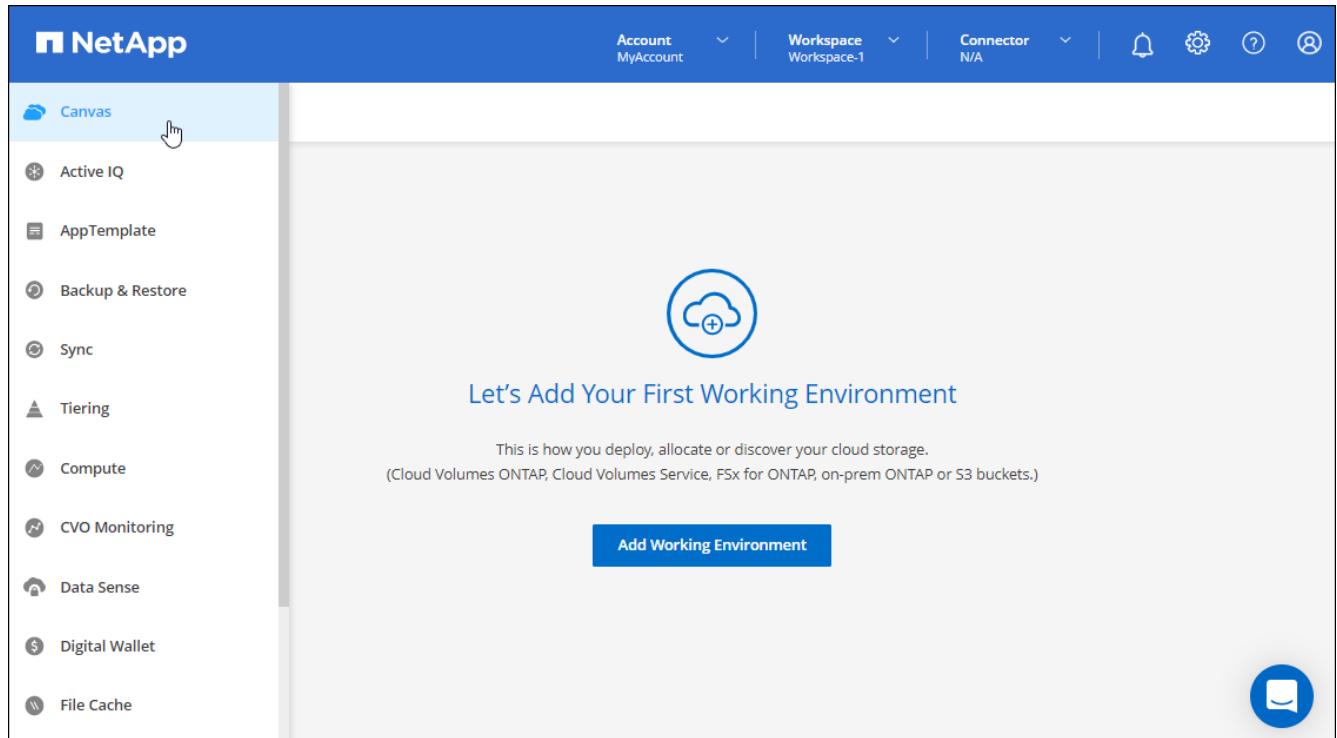 NetApp
Account
MyAccount
Workspace
Workspace-1
Connector
N/A
Canvas
Active IQ
AppTemplate
Backup & Restore
Sync
Tiering
Compute
CVO Monitoring
Data Sense
Digital Wallet
File Cache
Let's Add Your First Working Environment
This is how you deploy, allocate or discover your cloud storage.
(Cloud Volumes ONTAP, Cloud Volumes Service, FSx for ONTAP, on-prem ONTAP or S3 buckets.)
Add Working Environment